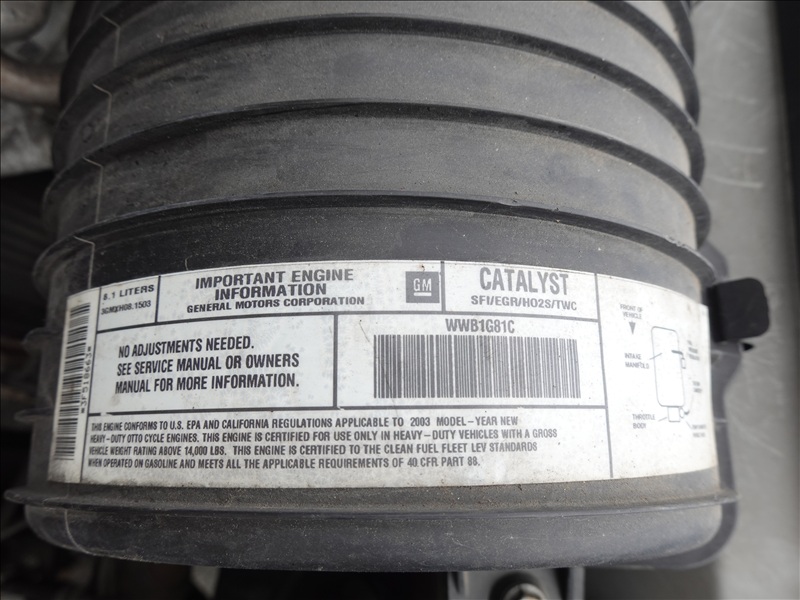 8.1 LITERS
IMPORTANT ENGINE
INFORMATION
GENERAL MOTORS CORPORATION
GM
CATALYST
SFI/EGR/HO2S/TWC
NO ADJUSTMENTS NEEDED.
SEE SERVICE MANUAL OR OWNERS
MANUAL FOR MORE INFORMATION.
WWB1G81C
THIS ENGINE CONFORMS TO U.S. EPA AND CALIFORNIA REGULATIONS APPLICABLE TO 2003 MODEL-YEAR NEW
HEAVY-DUTY OTTO CYCLE ENGINES. THIS ENGINE IS CERTIFIED FOR USE ONLY IN HEAVY-DUTY VEHICLES WITH A GROSS
VEHICLE WEIGHT RATING ABOVE 14,000 LBS. THIS ENGINE IS CERTIFIED TO THE CLEAN FUEL FLEET LEV STANDARDS
WHEN OPERATED ON GASOLINE AND MEETS ALL THE APPLICABLE REQUIREMENTS OF 40 CFR PART 88.
FRONT OF
VEHICLE
INTAKE
MANIFOLD
THROTTLE
BODY